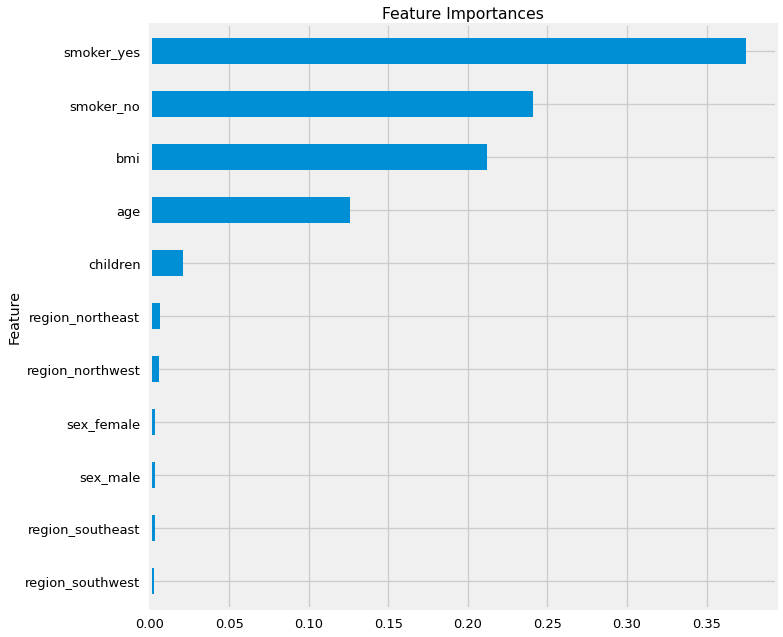 Feature Importances
Feature
smoker_yes
smoker_no
bmi
age
children
region_northeast
region_northwest
sex_female
sex_male
region_southeast
region_southwest
0.00 0.05 0.10 0.15 0.20 0.25 0.30 0.35